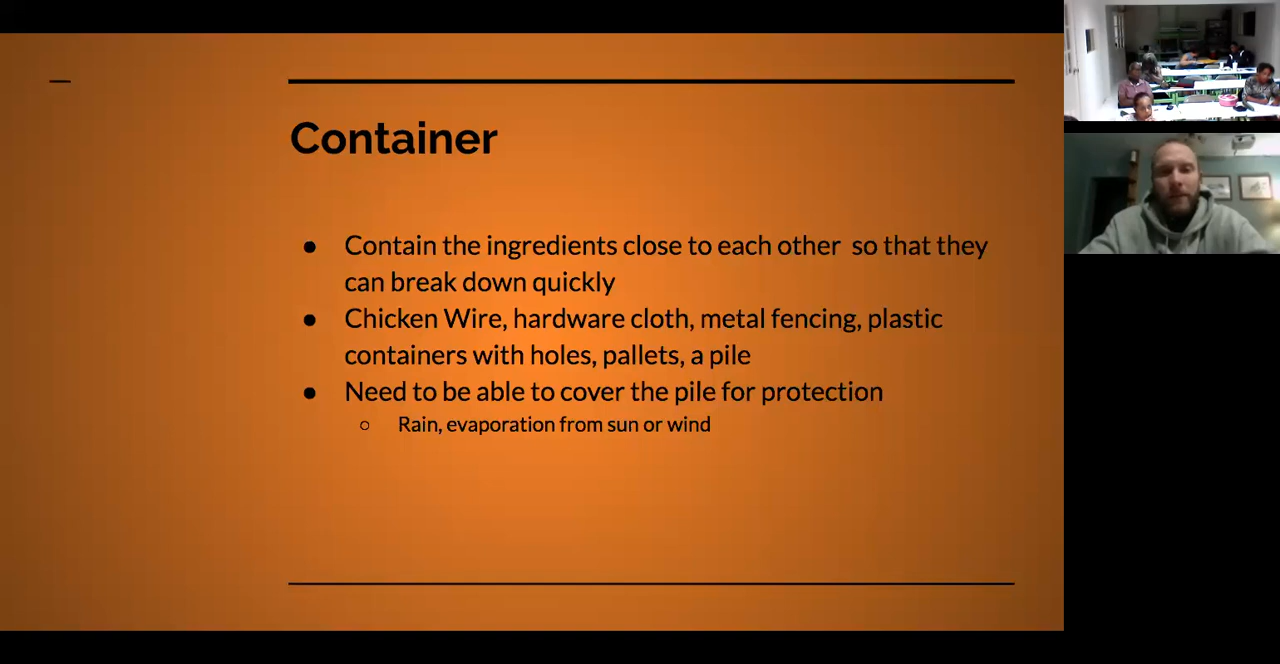 Container
● Contain the ingredients close to each other  so that they
can break down quickly
● Chicken Wire, hardware cloth, metal fencing, plastic
containers with holes, pallets, a pile
● Need to be able to cover the pile for protection
○ Rain, evaporation from sun or wind